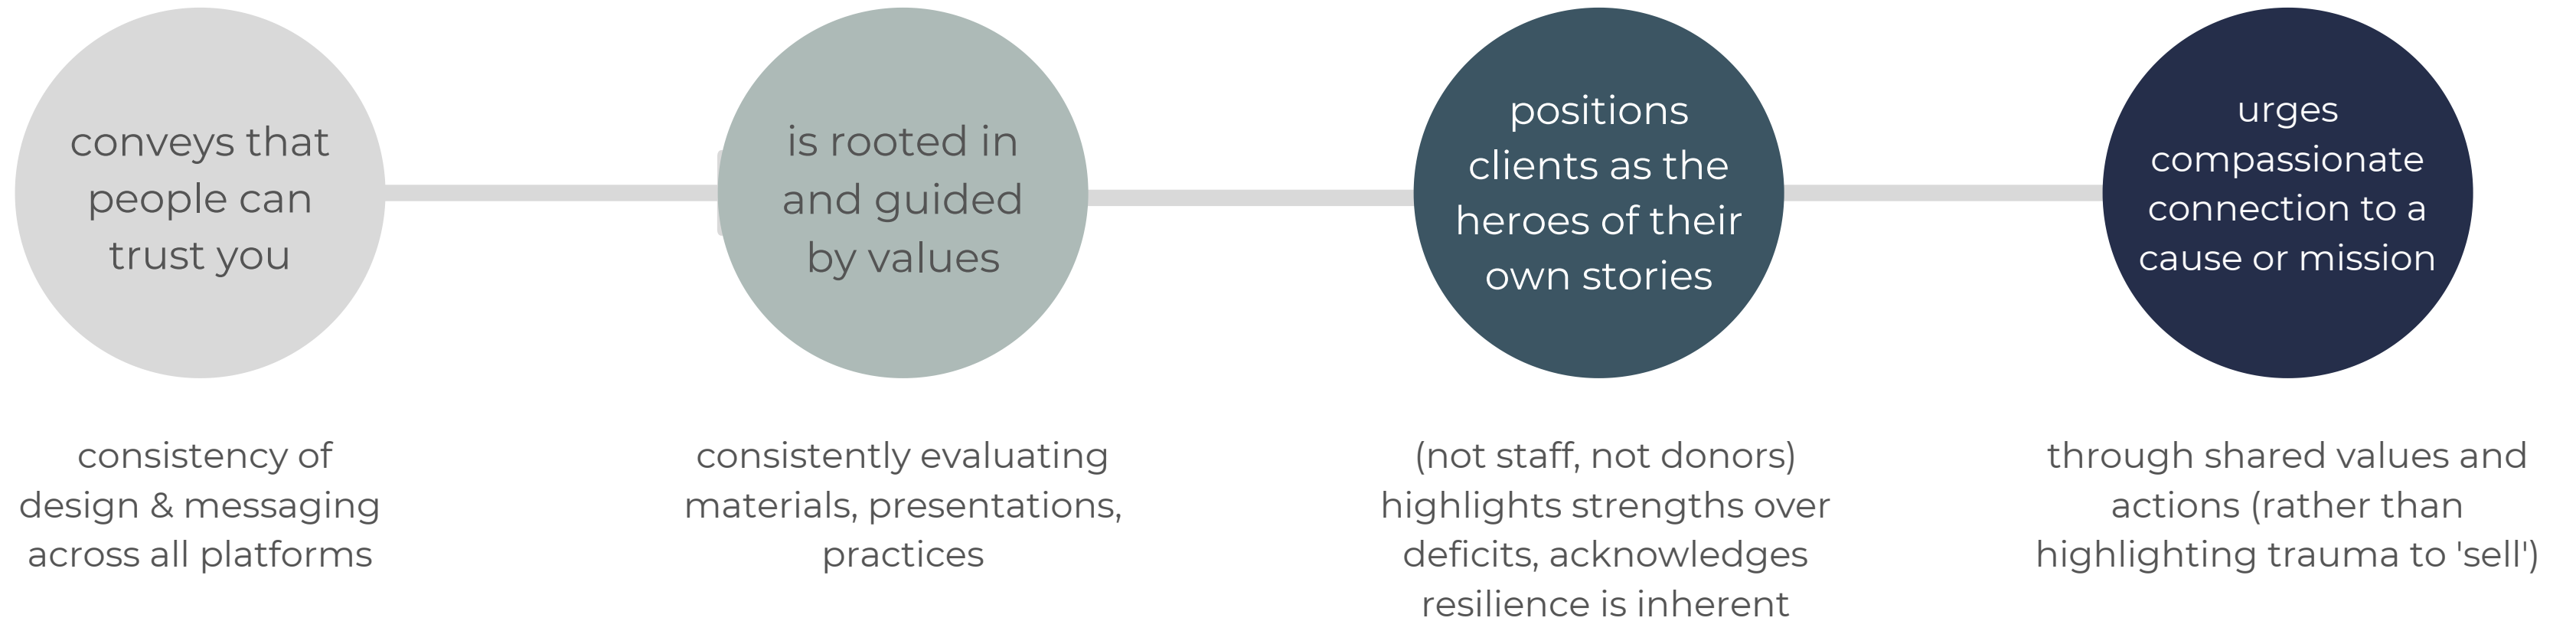 conveys that
people can
trust you
is rooted in
and guided
by values
positions
clients as the
heroes of their
own stories
urges
compassionate
connection to a
cause or mission
consistency of
design & messaging
across all platforms
consistently evaluating
materials, presentations,
practices
(not staff, not donors)
highlights strengths over
deficits, acknowledges
resilience is inherent
through shared values and
actions (rather than
highlighting trauma to 'sell')